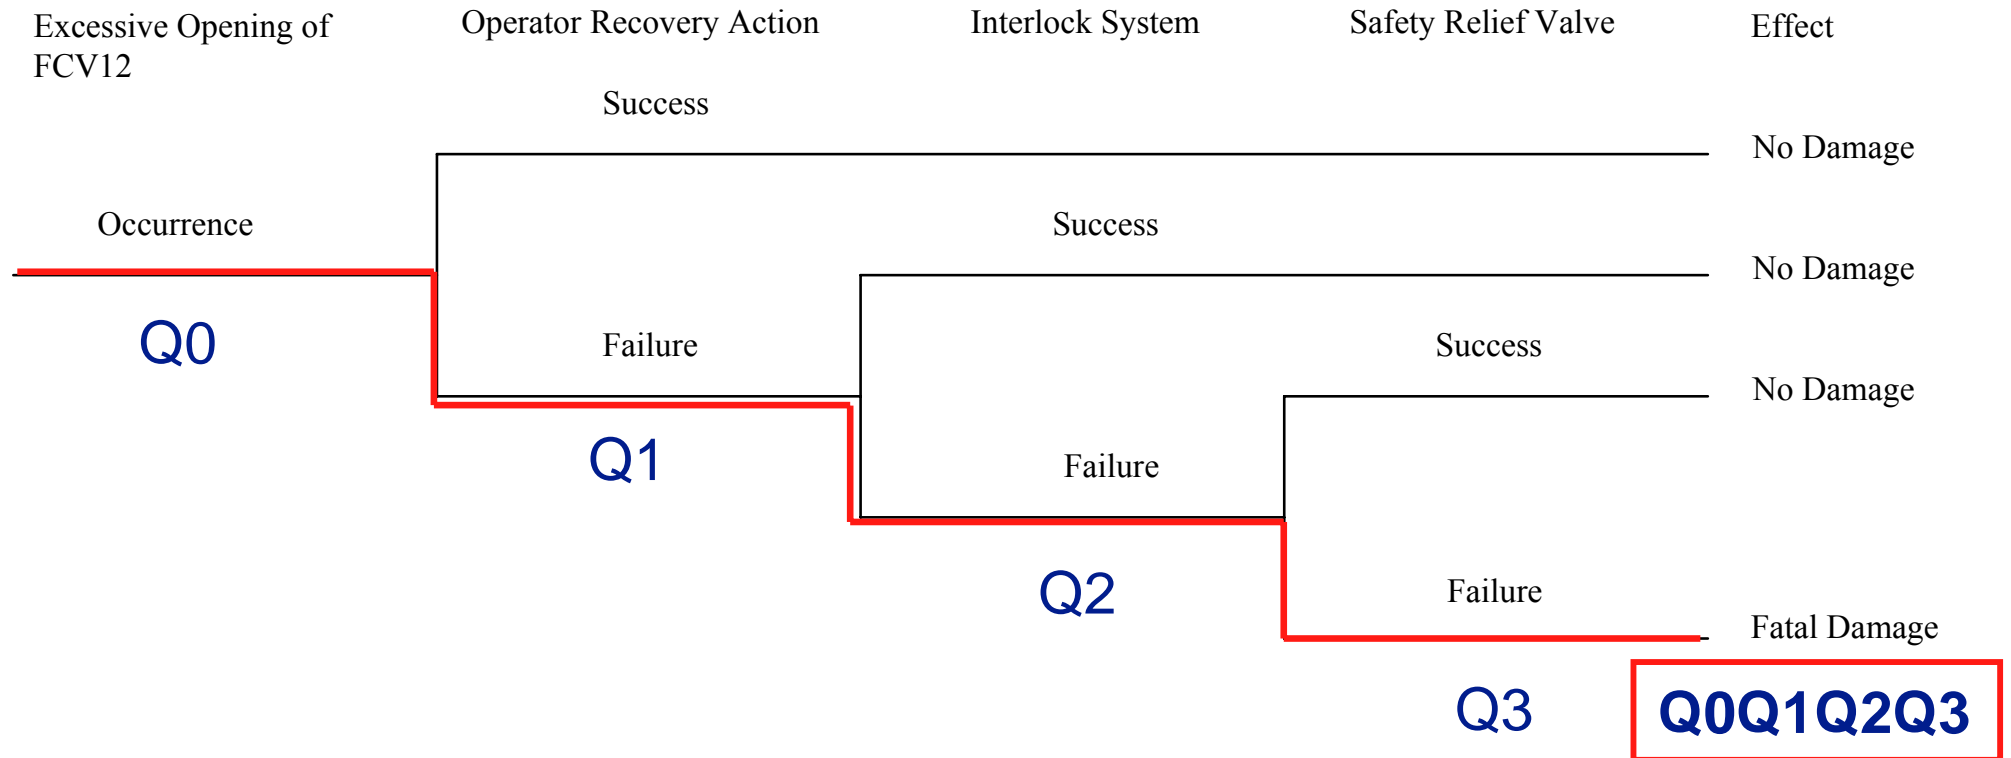 Excessive Opening of
FCV12
Operator Recovery Action
Interlock System
Safety Relief Valve
Effect
Success
No Damage
Occurrence
Success
No Damage
Q0
Failure
Success
No Damage
Q1
Failure
Q2
Failure
Fatal Damage
Q3
Q0Q1Q2Q3